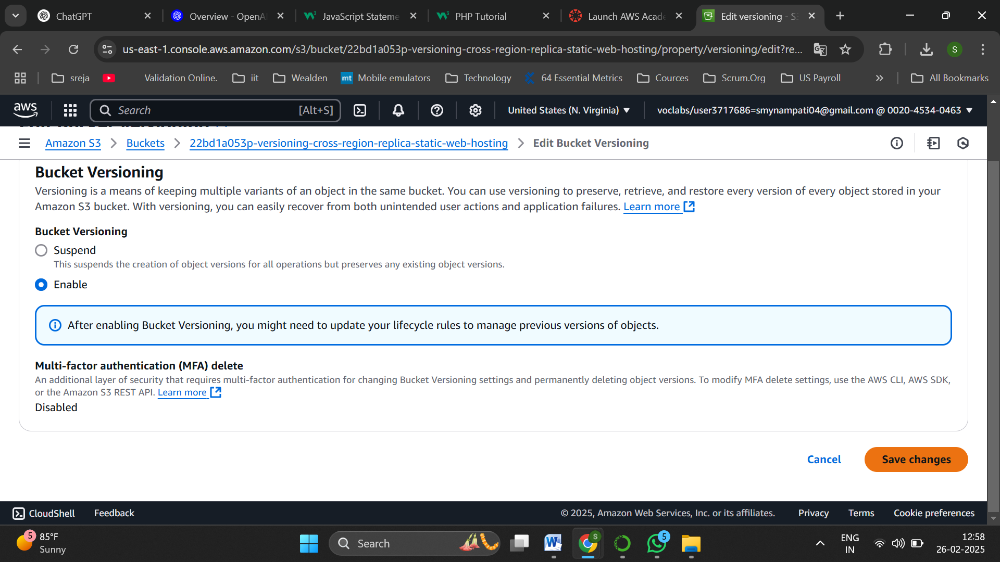 ChatGPT
Overview - OpenA
JavaScript Stateme
PHP Tutorial
Launch AWS Acade
Edit versioning - S3
us-east-1.console.aws.amazon.com/s3/bucket/22bd1a053p-versioning-cross-region-replica-static-web-hosting/property/versioning/edit?re...
S
sreja
Validation Online.
iit
Wealden
mt Mobile emulators
Technology
64 Essential Metrics
Cources
Scrum.Org
US Payroll
»
All Bookmarks
aws
Search [Alt+S]
United States (N. Virginia)
voclabs/user3717686=smynampati04@gmail.com @ 0020-4534-0463
Amazon S3 > Buckets > 22bd1a053p-versioning-cross-region-replica-static-web-hosting > Edit Bucket Versioning
Bucket Versioning
Versioning is a means of keeping multiple variants of an object in the same bucket. You can use versioning to preserve, retrieve, and restore every version of every object stored in your
Amazon S3 bucket. With versioning, you can easily recover from both unintended user actions and application failures. Learn more
Bucket Versioning
Suspend
This suspends the creation of object versions for all operations but preserves any existing object versions.
Enable
After enabling Bucket Versioning, you might need to update your lifecycle rules to manage previous versions of objects.
Multi-factor authentication (MFA) delete
An additional layer of security that requires multi-factor authentication for changing Bucket Versioning settings and permanently deleting object versions. To modify MFA delete settings, use the AWS CLI, AWS SDK,
or the Amazon S3 REST API. Learn more
Disabled
Cancel
Save changes
CloudShell
Feedback
© 2025, Amazon Web Services, Inc. or its affiliates.
Privacy
Terms
Cookie preferences
5
85°F
Sunny
Search
W
S
5
ENG
IN
12:58
26-02-2025